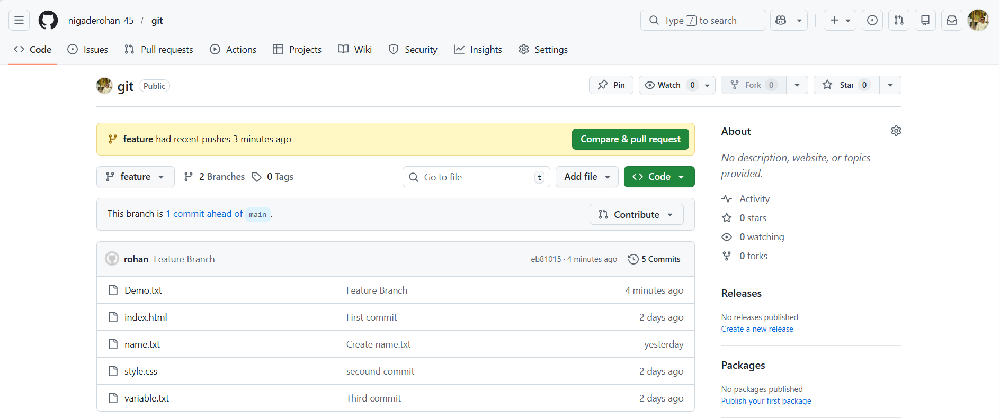 nigaderohan-45 / git
Type / to search
Code Issues Pull requests Actions Projects Wiki Security Insights Settings
git Public
Pin Watch 0 Fork 0 Star 0
feature had recent pushes 3 minutes ago
Compare & pull request
feature 2 Branches 0 Tags
Go to file t
Add file
Code
This branch is 1 commit ahead of main .
Contribute
rohan Feature Branch eb81015 · 4 minutes ago 5 Commits
Demo.txt Feature Branch 4 minutes ago
index.html First commit 2 days ago
name.txt Create name.txt yesterday
style.css secound commit 2 days ago
variable.txt Third commit 2 days ago
About
No description, website, or topics
provided.
Activity
0 stars
0 watching
0 forks
Releases
No releases published
Create a new release
Packages
No packages published
Publish your first package